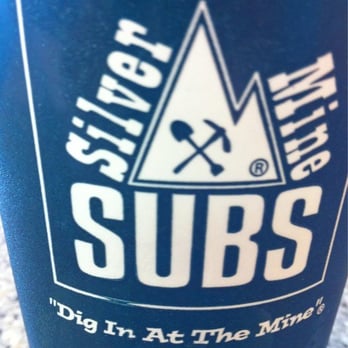 Silver Mine
®
SUBS
"Dig In At The Mine"®